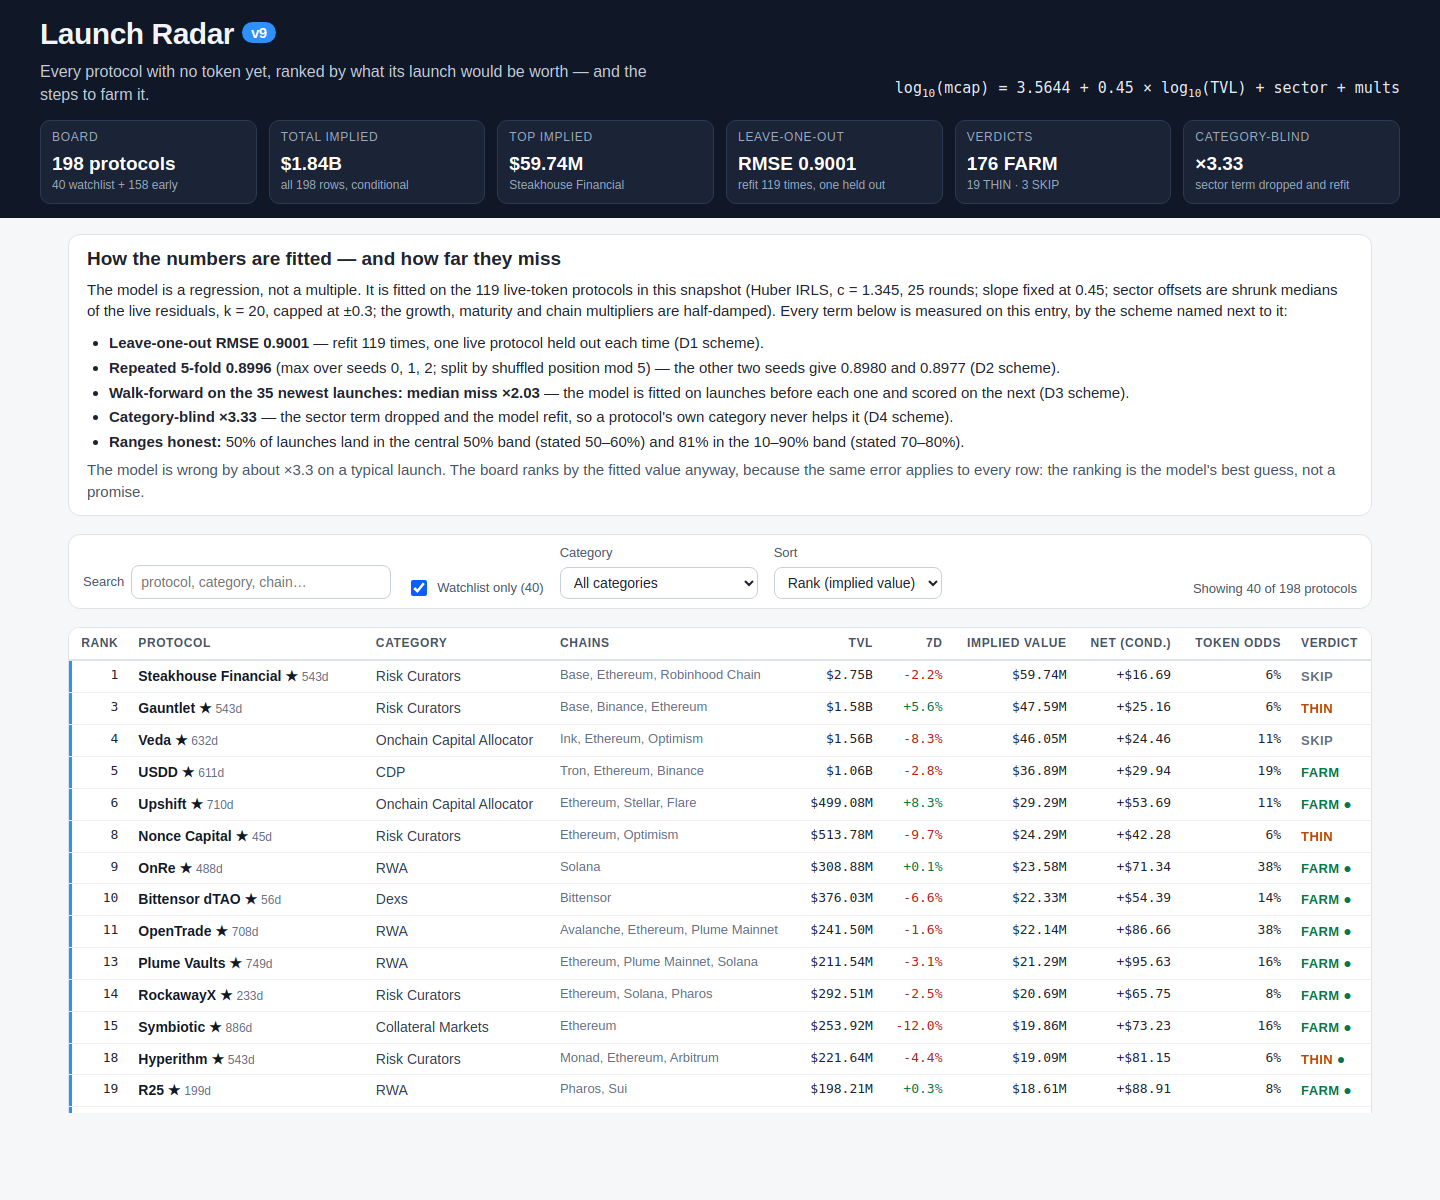 Launch Radar v9
Every protocol with no token yet, ranked by what its launch would be worth — and the
steps to farm it.
log10(mcap) = 3.5644 + 0.45 × log10(TVL) + sector + mults
BOARD
198 protocols
40 watchlist + 158 early
TOTAL IMPLIED
$1.84B
all 198 rows, conditional
TOP IMPLIED
$59.74M
Steakhouse Financial
LEAVE-ONE-OUT
RMSE 0.9001
refit 119 times, one held out
VERDICTS
176 FARM
19 THIN · 3 SKIP
CATEGORY-BLIND
×3.33
sector term dropped and refit
How the numbers are fitted — and how far they miss
The model is a regression, not a multiple. It is fitted on the 119 live-token protocols in this snapshot (Huber IRLS, c = 1.345, 25 rounds; slope fixed at 0.45; sector offsets are shrunk medians
of the live residuals, k = 20, capped at ±0.3; the growth, maturity and chain multipliers are half-damped). Every term below is measured on this entry, by the scheme named next to it:
• Leave-one-out RMSE 0.9001 — refit 119 times, one live protocol held out each time (D1 scheme).
• Repeated 5-fold 0.8996 (max over seeds 0, 1, 2; split by shuffled position mod 5) — the other two seeds give 0.8980 and 0.8977 (D2 scheme).
• Walk-forward on the 35 newest launches: median miss ×2.03 — the model is fitted on launches before each one and scored on the next (D3 scheme).
• Category-blind ×3.33 — the sector term dropped and the model refit, so a protocol's own category never helps it (D4 scheme).
• Ranges honest: 50% of launches land in the central 50% band (stated 50–60%) and 81% in the 10–90% band (stated 70–80%).
The model is wrong by about ×3.3 on a typical launch. The board ranks by the fitted value anyway, because the same error applies to every row: the ranking is the model's best guess, not a
promise.
Search protocol, category, chain… Watchlist only (40) Category All categories Sort Rank (implied value) Showing 40 of 198 protocols
RANK PROTOCOL CATEGORY CHAINS TVL 7D IMPLIED VALUE NET (COND.) TOKEN ODDS VERDICT
1 Steakhouse Financial ★ 543d Risk Curators Base, Ethereum, Robinhood Chain $2.75B -2.2% $59.74M +$16.69 6% SKIP
3 Gauntlet ★ 543d Risk Curators Base, Binance, Ethereum $1.58B +5.6% $47.59M +$25.16 6% THIN
4 Veda ★ 632d Onchain Capital Allocator Ink, Ethereum, Optimism $1.56B -8.3% $46.05M +$24.46 11% SKIP
5 USDD ★ 611d CDP Tron, Ethereum, Binance $1.06B -2.8% $36.89M +$29.94 19% FARM
6 Upshift ★ 710d Onchain Capital Allocator Ethereum, Stellar, Flare $499.08M +8.3% $29.29M +$53.69 11% FARM ●
8 Nonce Capital ★ 45d Risk Curators Ethereum, Optimism $513.78M -9.7% $24.29M +$42.28 6% THIN
9 OnRe ★ 488d RWA Solana $308.88M +0.1% $23.58M +$71.34 38% FARM ●
10 Bittensor dTAO ★ 56d Dexs Bittensor $376.03M -6.6% $22.33M +$54.39 14% FARM ●
11 OpenTrade ★ 708d RWA Avalanche, Ethereum, Plume Mainnet $241.50M -1.6% $22.14M +$86.66 38% FARM ●
13 Plume Vaults ★ 749d RWA Ethereum, Plume Mainnet, Solana $211.54M -3.1% $21.29M +$95.63 16% FARM ●
14 RockawayX ★ 233d Risk Curators Ethereum, Solana, Pharos $292.51M -2.5% $20.69M +$65.75 8% FARM ●
15 Symbiotic ★ 886d Collateral Markets Ethereum $253.92M -12.0% $19.86M +$73.23 16% FARM ●
18 Hyperithm ★ 543d Risk Curators Monad, Ethereum, Arbitrum $221.64M -4.4% $19.09M +$81.15 6% THIN ●
19 R25 ★ 199d RWA Pharos, Sui $198.21M +0.3% $18.61M +$88.91 8% FARM ●